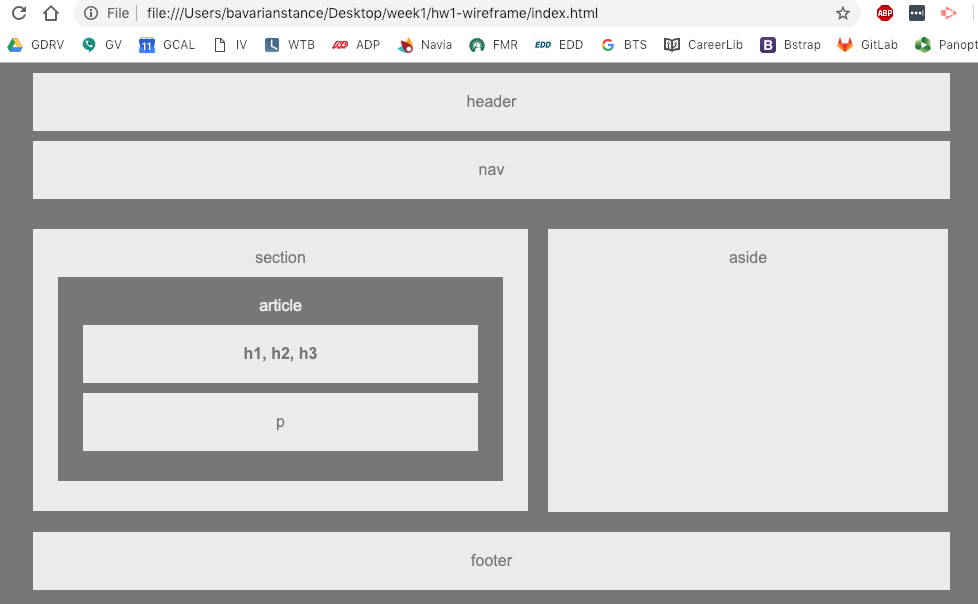 File file:///Users/bavarianstance/Desktop/week1/hw1-wireframe/index.html ABP
GDRV GV 11 GCAL IV WTB ADP ADP Navia FMR EDD EDD G BTS CareerLib B Bstrap GitLab Panopt
header
nav
section aside
article
h1, h2, h3
p
footer